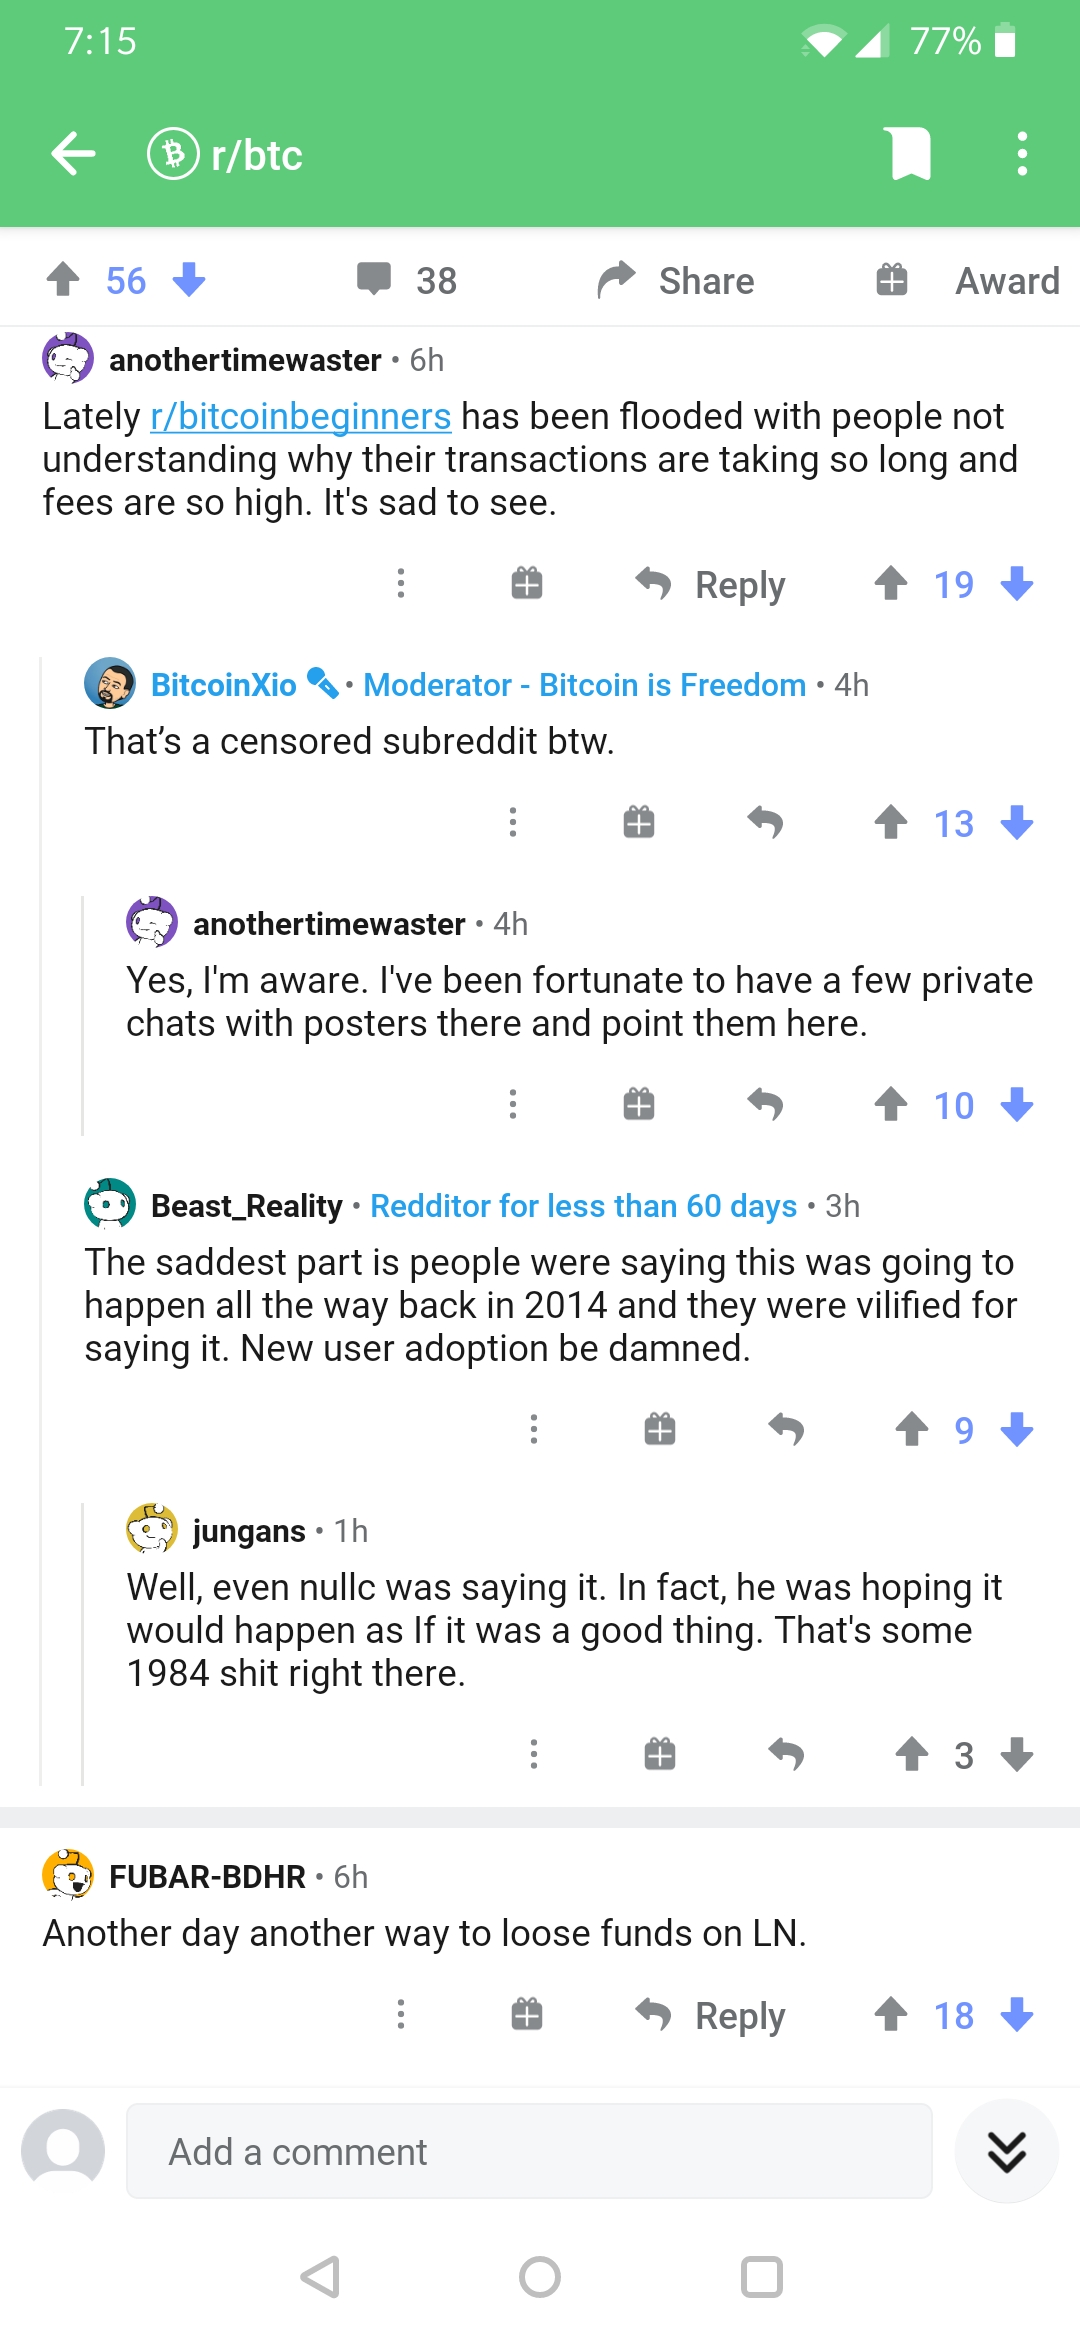 7:15
77%
r/btc
56
38
Share
Award
anothertimewaster • 6h
Lately r/bitcoinbeginners has been flooded with people not
understanding why their transactions are taking so long and
fees are so high. It's sad to see.
Reply
19
BitcoinXio • Moderator - Bitcoin is Freedom • 4h
That’s a censored subreddit btw.
13
anothertimewaster • 4h
Yes, I'm aware. I've been fortunate to have a few private
chats with posters there and point them here.
10
Beast_Reality • Redditor for less than 60 days • 3h
The saddest part is people were saying this was going to
happen all the way back in 2014 and they were vilified for
saying it. New user adoption be damned.
9
jungans • 1h
Well, even nullc was saying it. In fact, he was hoping it
would happen as If it was a good thing. That's some
1984 shit right there.
3
FUBAR-BDHR • 6h
Another day another way to loose funds on LN.
Reply
18
Add a comment